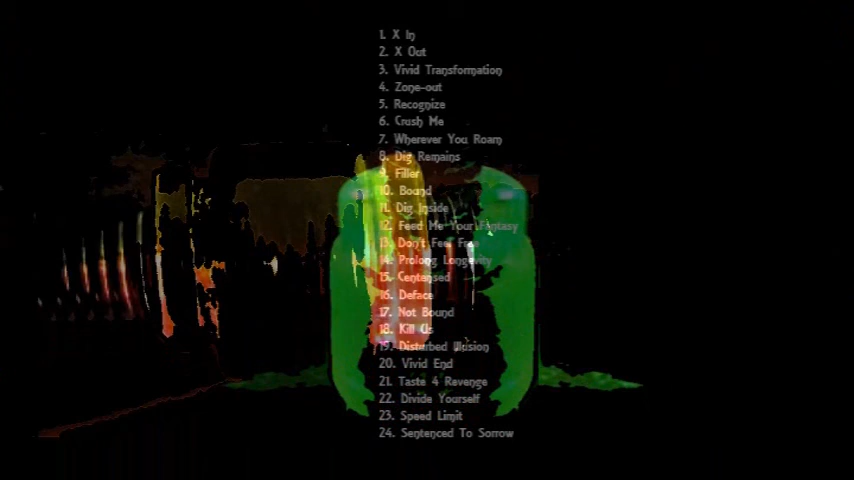 1. X In
2. X Out
3. Vivid Transformation
4. Zone-out
5. Recognize
6. Crush Me
7. Wherever You Roam
8. Dig Remains
9. Filler
10. Bound
11. Dig Inside
12. Feed Me Your Fantasy
13. Don't Feel Free
14. Prolong Longevity
15. Centensed
16. Deface
17. Not Bound
18. Kill Us
19. Disturbed Illusion
20. Vivid End
21. Taste 4 Revenge
22. Divide Yourself
23. Speed Limit
24. Sentenced To Sorrow